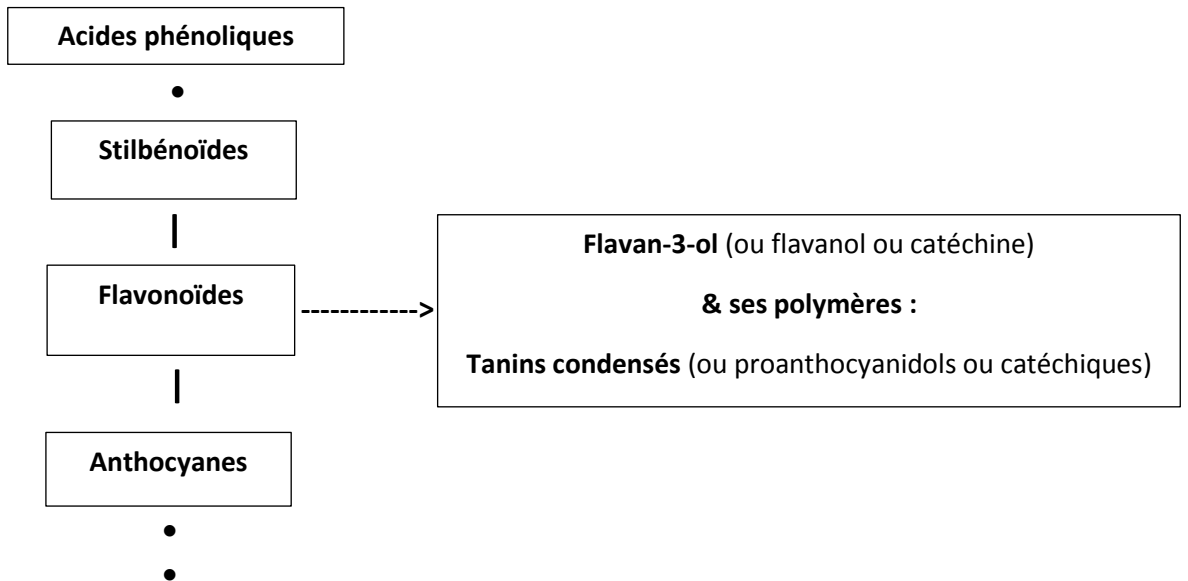 Acides phénoliques
Stilbénoïdes
Flavonoïdes
Flavan-3-ol (ou flavanol ou catéchine)
& ses polymères :
Tanins condensés (ou proanthocyanidols ou catéchiques)
Anthocyanes